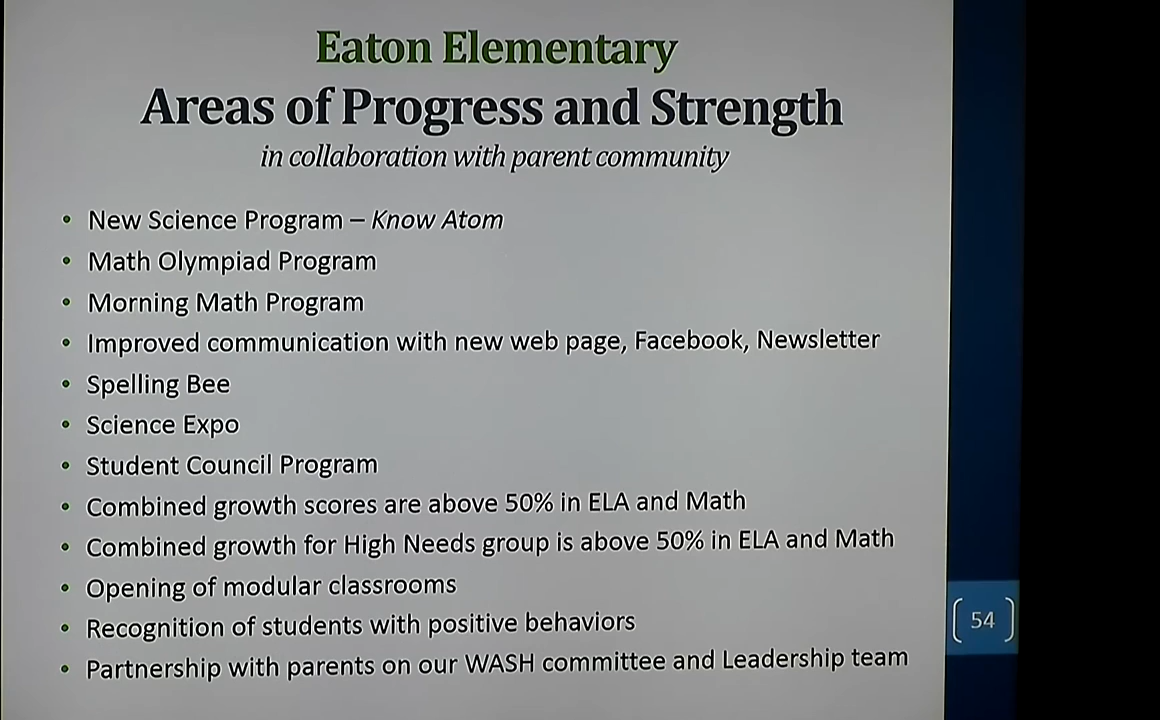 Eaton Elementary
Areas of Progress and Strength
in collaboration with parent community
• New Science Program – Know Atom
• Math Olympiad Program
• Morning Math Program
• Improved communication with new web page, Facebook, Newsletter
• Spelling Bee
• Science Expo
• Student Council Program
• Combined growth scores are above 50% in ELA and Math
• Combined growth for High Needs group is above 50% in ELA and Math
• Opening of modular classrooms
• Recognition of students with positive behaviors
• Partnership with parents on our WASH committee and Leadership team
54